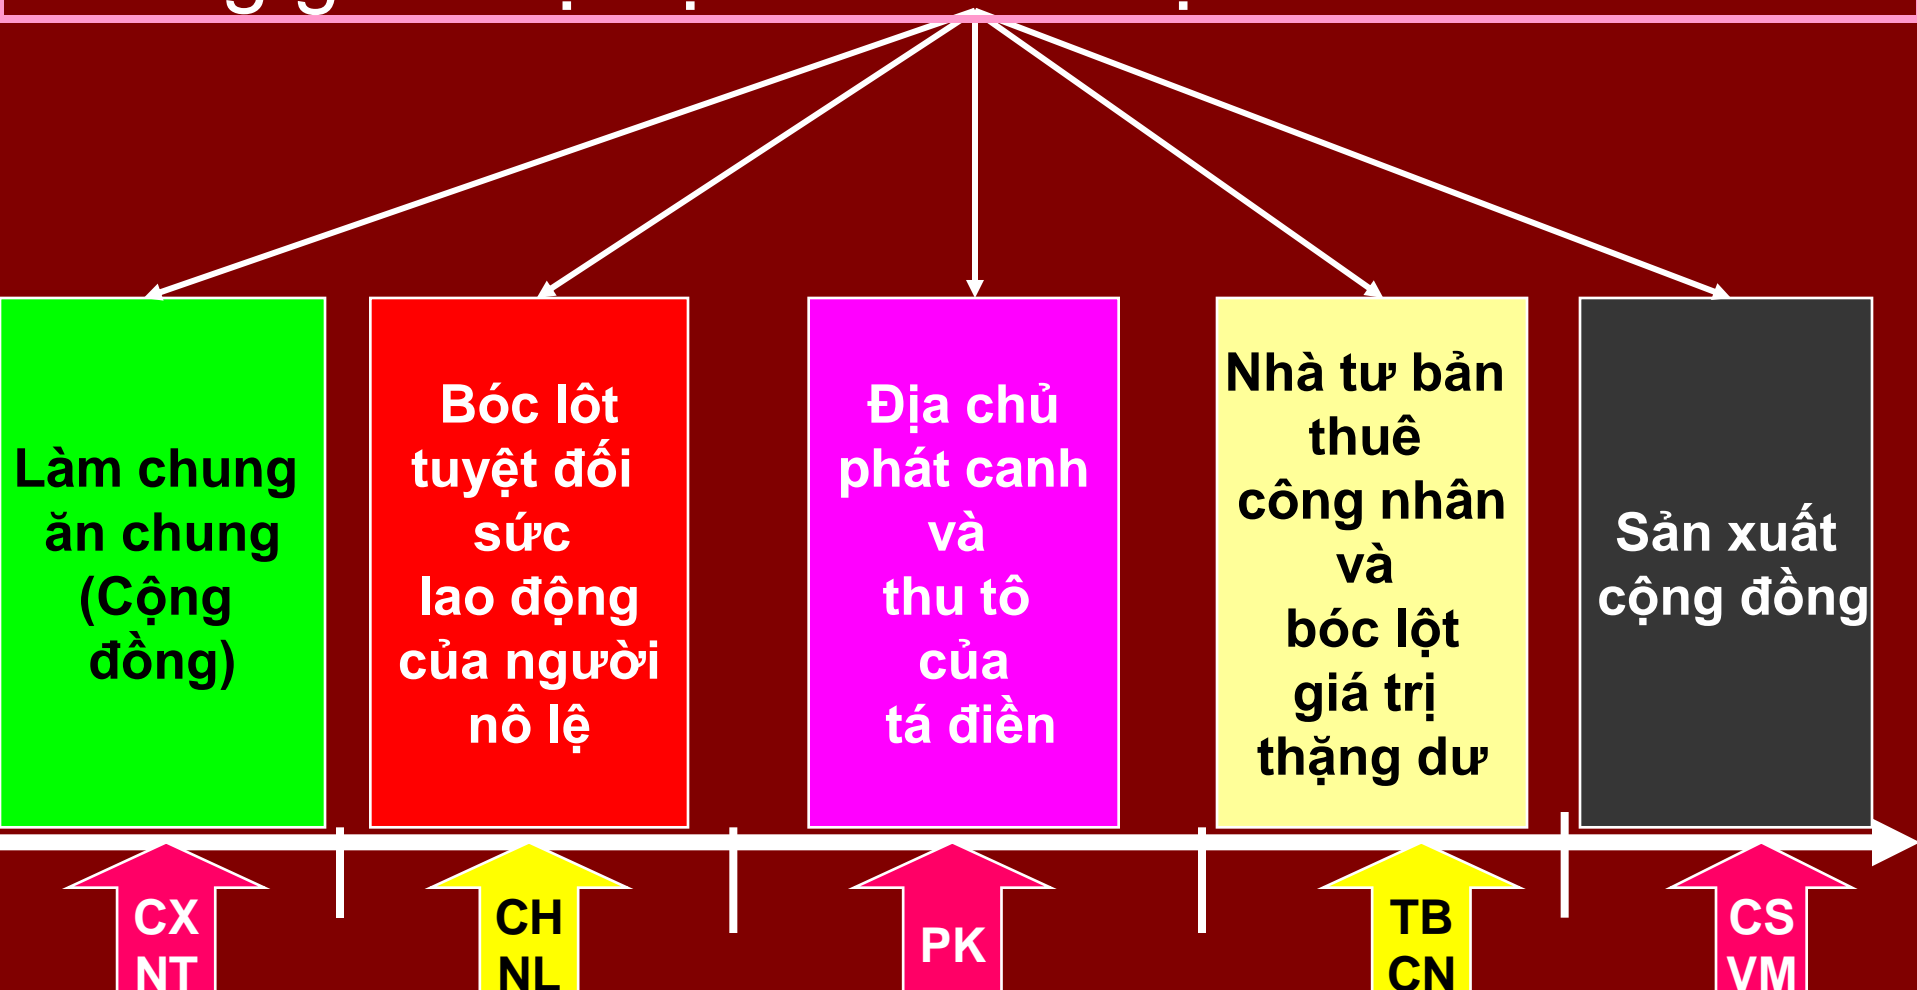 Làm chung
ăn chung
(Cộng
đồng)
Bóc lôt
tuyệt đối
sức
lao động
của người
nô lệ
Địa chủ
phát canh
và
thu tô
của
tá điền
Nhà tư bản
thuê
công nhân
và
bóc lột
giá trị
thặng dư
Sản xuất
cộng đồng
CX
NT
CH
NL
PK
TB
CN
CS
VM